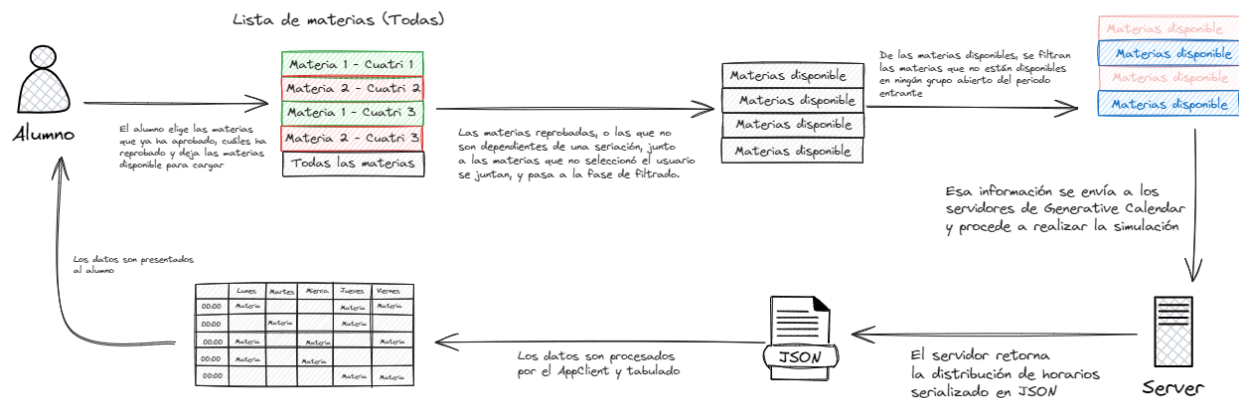 Lista de materias (Todas)
Alumno
El alumno elige las materias
que ya ha aprobado, cuáles ha
reprobado y deja las materias
disponible para cargar
Materia 1 - Cuatri 1
Materia 2 - Cuatri 2
Materia 1 - Cuatri 3
Materia 2 - Cuatri 3
Todas las materias
Las materias reprobadas, o las que no
son dependientes de una seriación, junto
a las materias que no seleccionó el usuario
se juntan, y pasa a la fase de filtrado.
Materias disponible
Materias disponible
Materias disponible
Materias disponible
De las materias disponibles, se filtran
las materias que no están disponibles
en ningún grupo abierto del periodo
entrante
Materias disponible
Materias disponible
Materias disponible
Materias disponible
Esa información se envía a los
servidores de Generative Calendar
y procede a realizar la simulación
Server
El servidor retorna
la distribución de horarios
serializado en JSON
JSON
Los datos son procesados
por el AppClient y tabulado
Lunes Martes Mierco. Jueves Viernes
00:00 Materia Materia Materia
00:00 Materia Materia
00:00 Materia Materia Materia
00:00 Materia Materia
00:00 Materia Materia
Los datos son presentados
al alumno